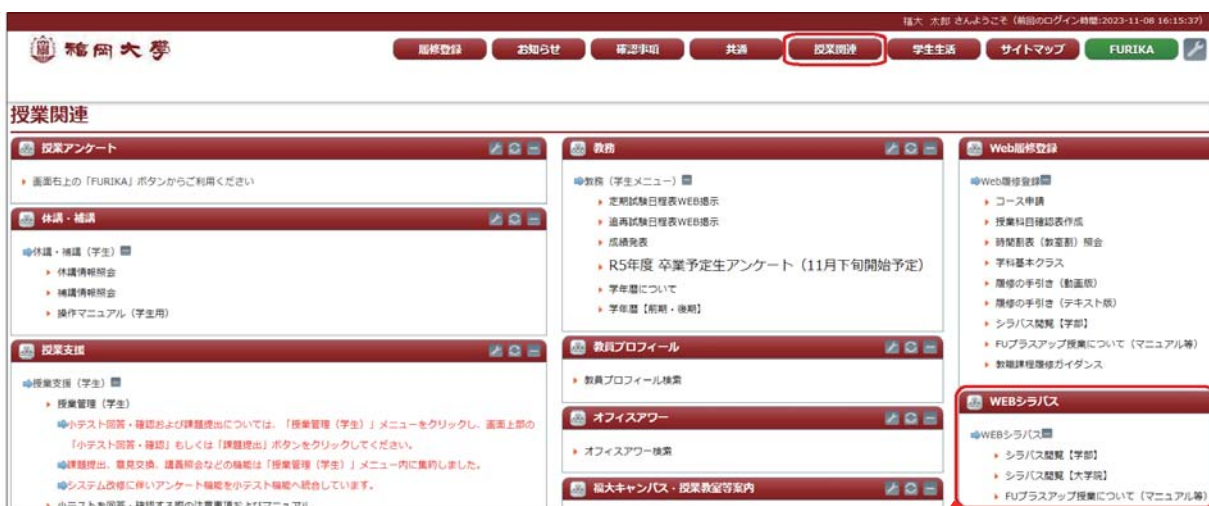 福大 太郎 さんようこそ（前回のログイン時間:2023-11-08 16:15:37）
福岡大學
履修登録 お知らせ 確認事項 共通 授業関連 学生生活 サイトマップ FURIKA
授業関連
授業アンケート
画面右上の「FURIKA」ボタンからご利用ください
休講・補講
休講・補講（学生）
休講情報照会
補講情報照会
操作マニュアル（学生用）
授業支援
授業支援（学生）
授業管理（学生）
小テスト回答・確認および課題提出については、「授業管理（学生）」メニューをクリックし、画面上部の
「小テスト回答・確認」もしくは「課題提出」ボタンをクリックしてください。
課題提出、意見交換、講義照会などの機能は「授業管理（学生）」メニュー内に集約しました。
システム改修に伴いアンケート機能を小テスト機能へ統合しています。
小テストを回答・確認する際の注意事項およびマニュアル
教務
教務（学生メニュー）
定期試験日程表WEB掲示
追再試験日程表WEB掲示
成績発表
R5年度 卒業予定生アンケート（11月下旬開始予定）
学年暦について
学年暦【前期・後期】
教員プロフィール
教員プロフィール検索
オフィスアワー
オフィスアワー検索
福大キャンパス・授業教室等案内
Web履修登録
Web履修登録
コース申請
授業科目確認表作成
時間割表（教室割）照会
学科基本クラス
履修の手引き（動画版）
履修の手引き（テキスト版）
シラバス閲覧【学部】
FUプラスアップ授業について（マニュアル等）
教職課程履修ガイダンス
WEBシラバス
WEBシラバス
シラバス閲覧【学部】
シラバス閲覧【大学院】
FUプラスアップ授業について（マニュアル等）